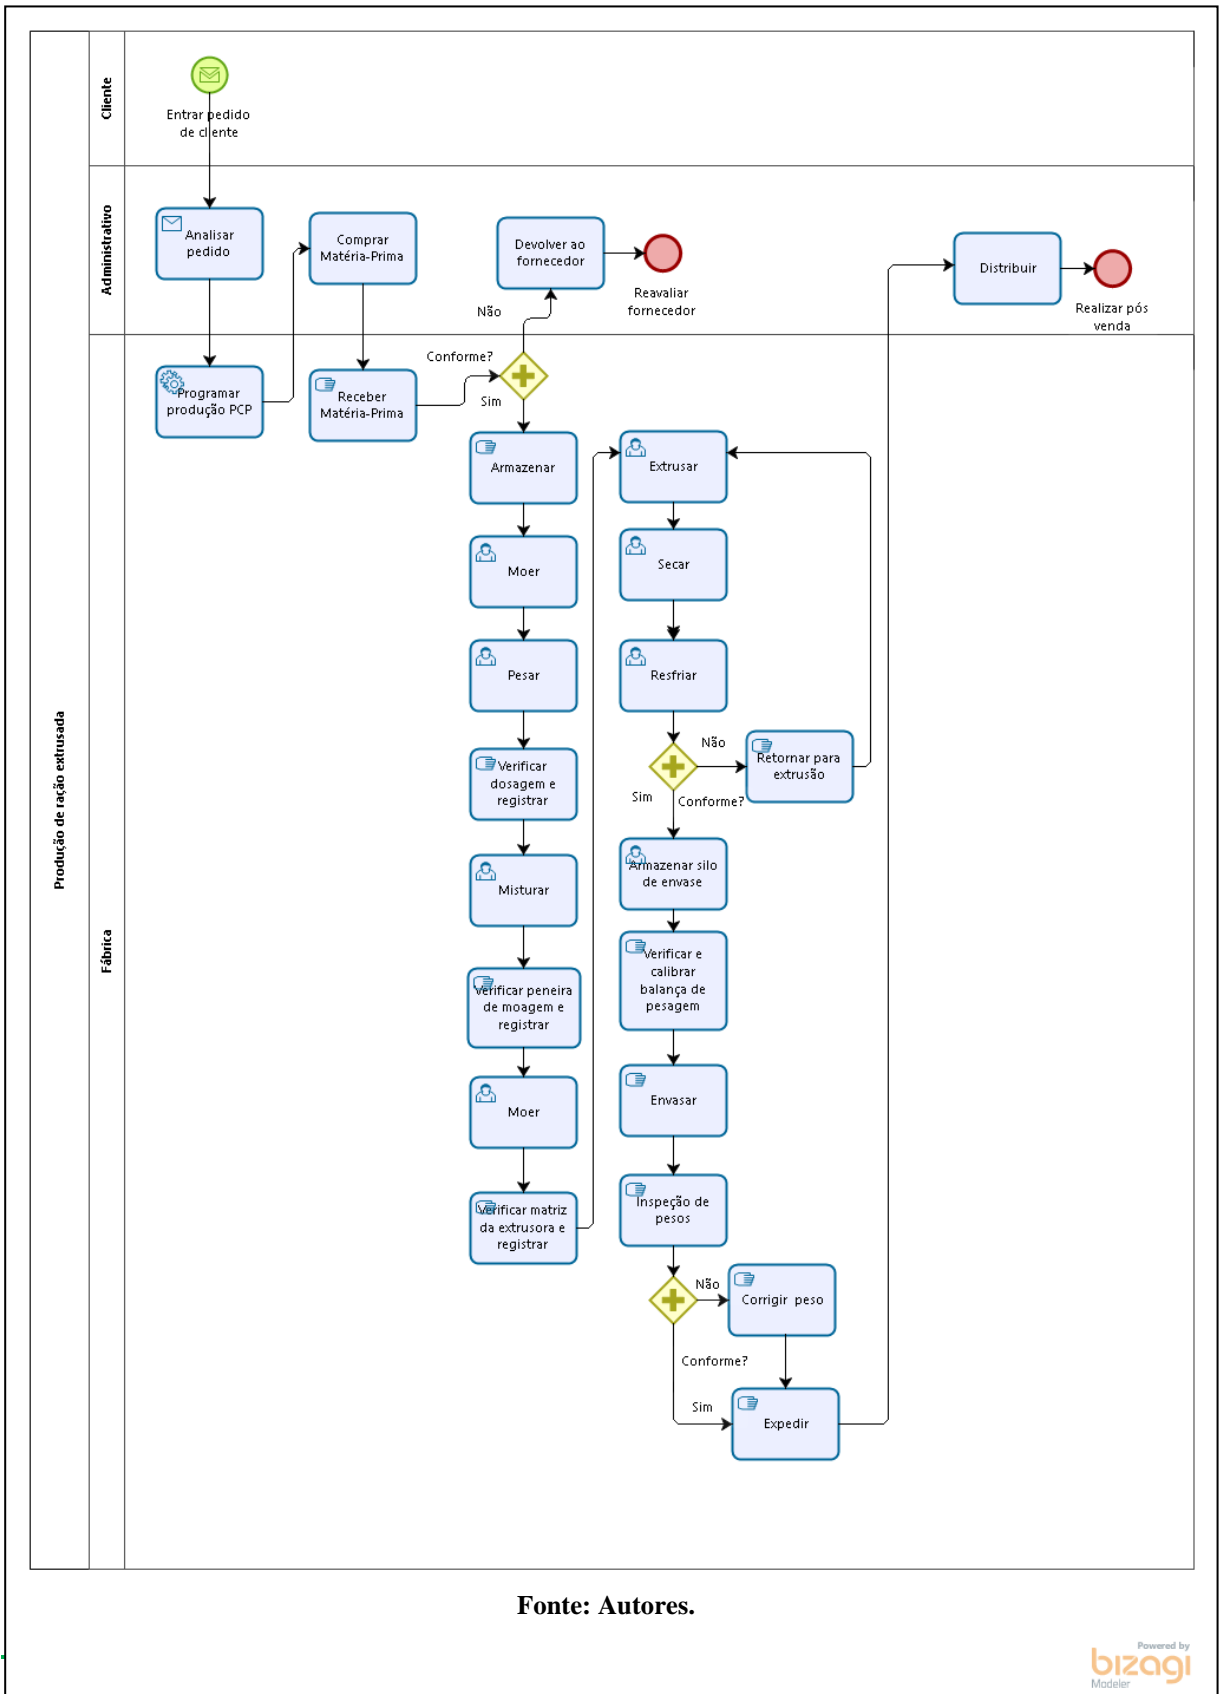 Produção de ração extrusada
Cliente
Entrar pedido
de cliente
Administrativo
Analisar
pedido
Comprar
Matéria-Prima
Devolver ao
fornecedor
Reavaliar
fornecedor
Não
Distribuir
Realizar pós
venda
Fábrica
Programar
produção PCP
Receber
Matéria-Prima
Conforme?
Sim
Armazenar
Moer
Pesar
Verificar
dosagem e
registrar
Misturar
Verificar peneira
de moagem e
registrar
Moer
Verificar matriz
da extrusora e
registrar
Extrusar
Secar
Resfriar
Não
Retornar para
extrusão
Sim
Conforme?
Armazenar silo
de envase
Verificar e
calibrar
balança de
pesagem
Envasar
Inspeção de
pesos
Não
Corrigir peso
Conforme?
Sim
Expedir
Fonte: Autores.
Powered by
bizagi
Modeler